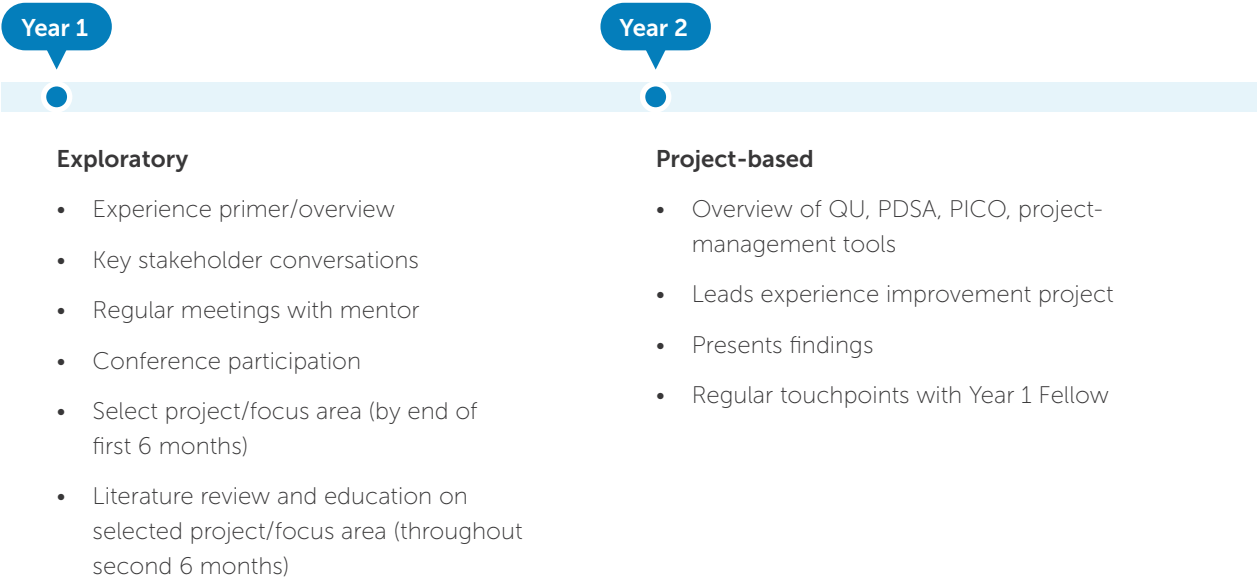 Year 1
Exploratory
• Experience primer/overview
• Key stakeholder conversations
• Regular meetings with mentor
• Conference participation
• Select project/focus area (by end of
first 6 months)
• Literature review and education on
selected project/focus area (throughout
second 6 months)
Year 2
Project-based
• Overview of QU, PDSA, PICO, project-
management tools
• Leads experience improvement project
• Presents findings
• Regular touchpoints with Year 1 Fellow